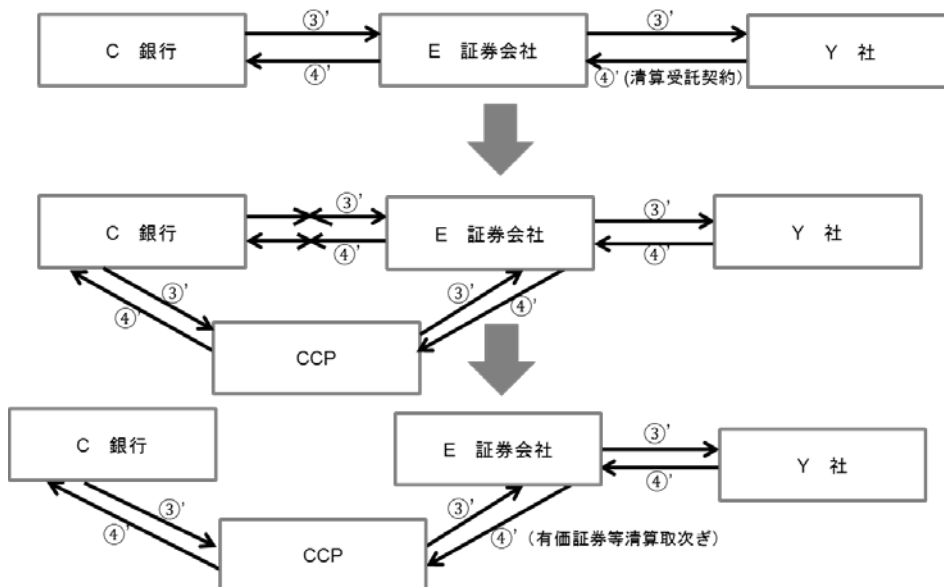 ③’ ③’
C 銀行 E 証券会社 Y 社
④’ ④’ (清算受託契約)
③’ ③’
C 銀行 E 証券会社 Y 社
④’ ④’
③’ ③’
④’ ④’
CCP
C 銀行 E 証券会社 ③’
④’ Y 社
③’ ③’
④’ ④’ (有価証券等清算取次ぎ)
CCP